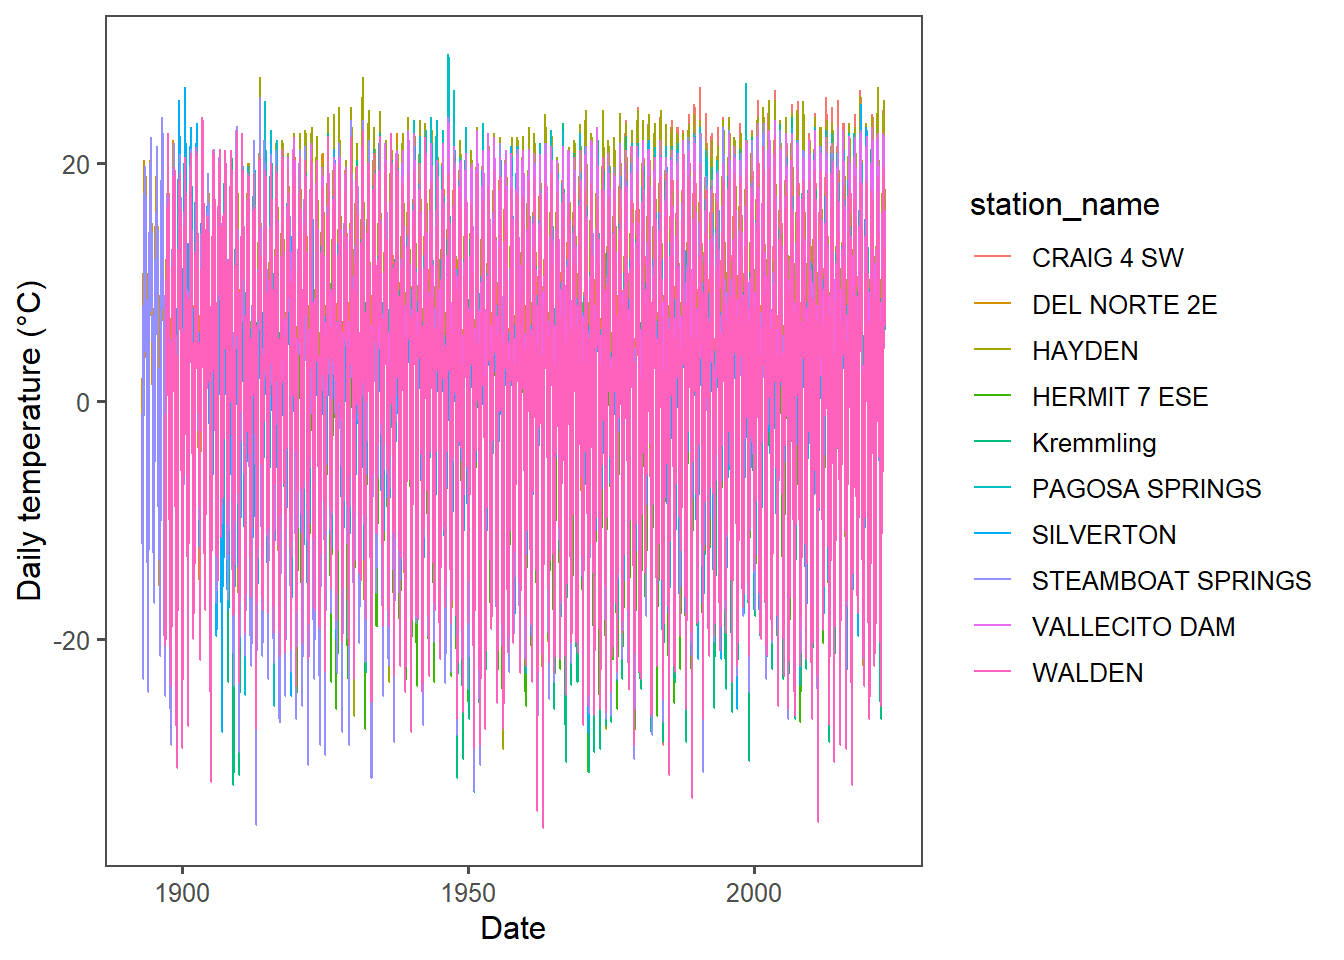 20
0
-20
Daily temperature (°C)
1900
1950
2000
Date
station_name
CRAIG 4 SW
DEL NORTE 2E
HAYDEN
HERMIT 7 ESE
Kremmling
PAGOSA SPRINGS
SILVERTON
STEAMBOAT SPRINGS
VALLECITO DAM
WALDEN